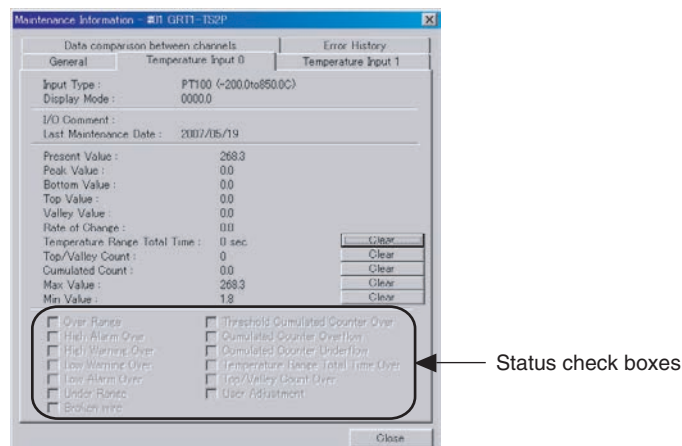 Maintenance Information - #01 GRT1-TS2P
Data comparison between channels
Error History
General
Temperature Input 0
Temperature Input 1
Input Type : PT100 (-200.0to850.0C)
Display Mode : 0000.0
I/O Comment :
Last Maintenance Date : 2007/05/19
Present Value : 268.3
Peak Value : 0.0
Bottom Value : 0.0
Top Value : 0.0
Valley Value : 0.0
Rate of Change : 0.0
Temperature Range Total Time : 0 sec. Clear
Top/Valley Count : 0 Clear
Cumulated Count : 0.0 Clear
Max Value : 268.3 Clear
Min Value : 1.8 Clear
Over Range
Threshold Cumulated Counter Over
High Alarm Over
Cumulated Counter Overflow
High Warning Over
Cumulated Counter Underflow
Low Warning Over
Temperature Range Total Time Over
Low Alarm Over
Top/Valley Count Over
Under Range
User Adjustment
Broken wire
Status check boxes
Close